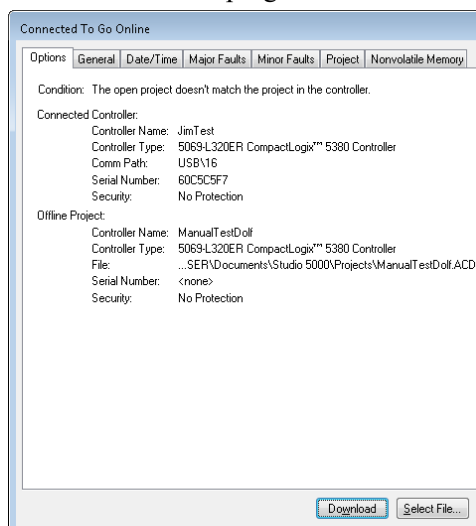 Connected To Go Online
Options General Date/Time Major Faults Minor Faults Project Nonvolatile Memory
Condition: The open project doesn't match the project in the controller.
Connected Controller:
Controller Name: JimTest
Controller Type: 5069-L320ER CompactLogix™ 5380 Controller
Comm Path: USB\16
Serial Number: 60C5C5F7
Security: No Protection
Offline Project:
Controller Name: ManualTestDolf
Controller Type: 5069-L320ER CompactLogix™ 5380 Controller
File: ...SER\Documents\Studio 5000\Projects\ManualTestDolf.ACD
Serial Number: <none>
Security: No Protection
Download Select File...